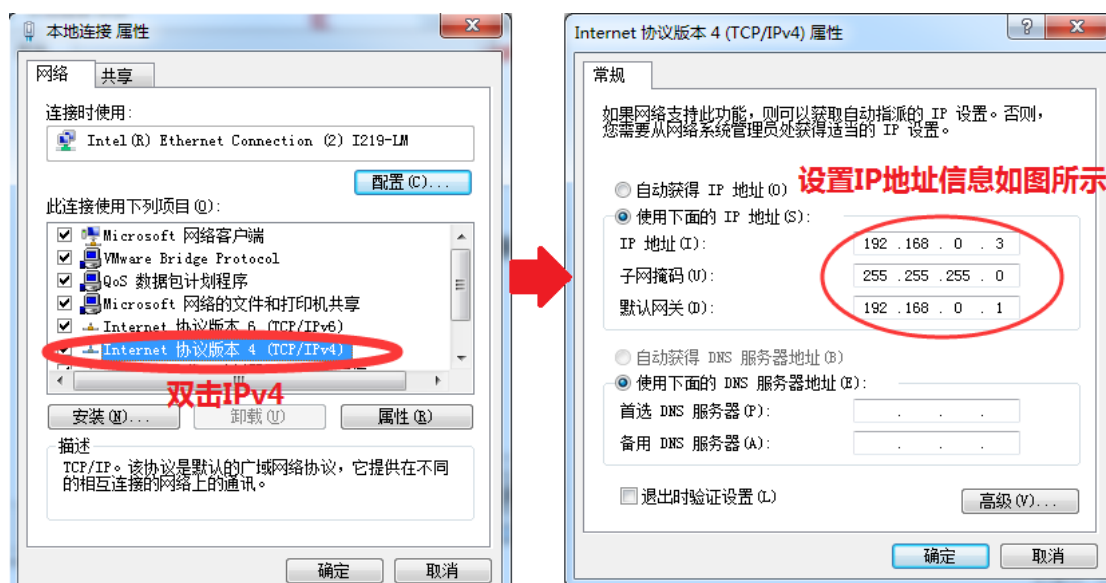 本地连接 属性
网络
共享
连接时使用:
Intel(R) Ethernet Connection (2) I219-LM
配置(C)...
此连接使用下列项目(O):
Microsoft 网络客户端
VMware Bridge Protocol
QoS 数据包计划程序
Microsoft 网络的文件和打印机共享
Internet 协议版本 6 (TCP/IPv6)
Internet 协议版本 4 (TCP/IPv4)
双击IPv4
安装(N)...
卸载(U)
属性(R)
描述
TCP/IP。该协议是默认的广域网络协议，它提供在不同
的相互连接的网络上的通讯。
确定
取消
Internet 协议版本 4 (TCP/IPv4) 属性
?
常规
如果网络支持此功能，则可以获取自动指派的 IP 设置。否则，
您需要从网络系统管理员处获得适当的 IP 设置。
自动获得 IP 地址(O)
设置IP地址信息如图所示
使用下面的 IP 地址(S):
IP 地址(I):
192 .168 . 0 . 3
子网掩码(U):
255 .255 .255 . 0
默认网关(D):
192 .168 . 0 . 1
自动获得 DNS 服务器地址(B)
使用下面的 DNS 服务器地址(E):
首选 DNS 服务器(P):
. . .
备用 DNS 服务器(A):
. . .
退出时验证设置(L)
高级(V)...
确定
取消